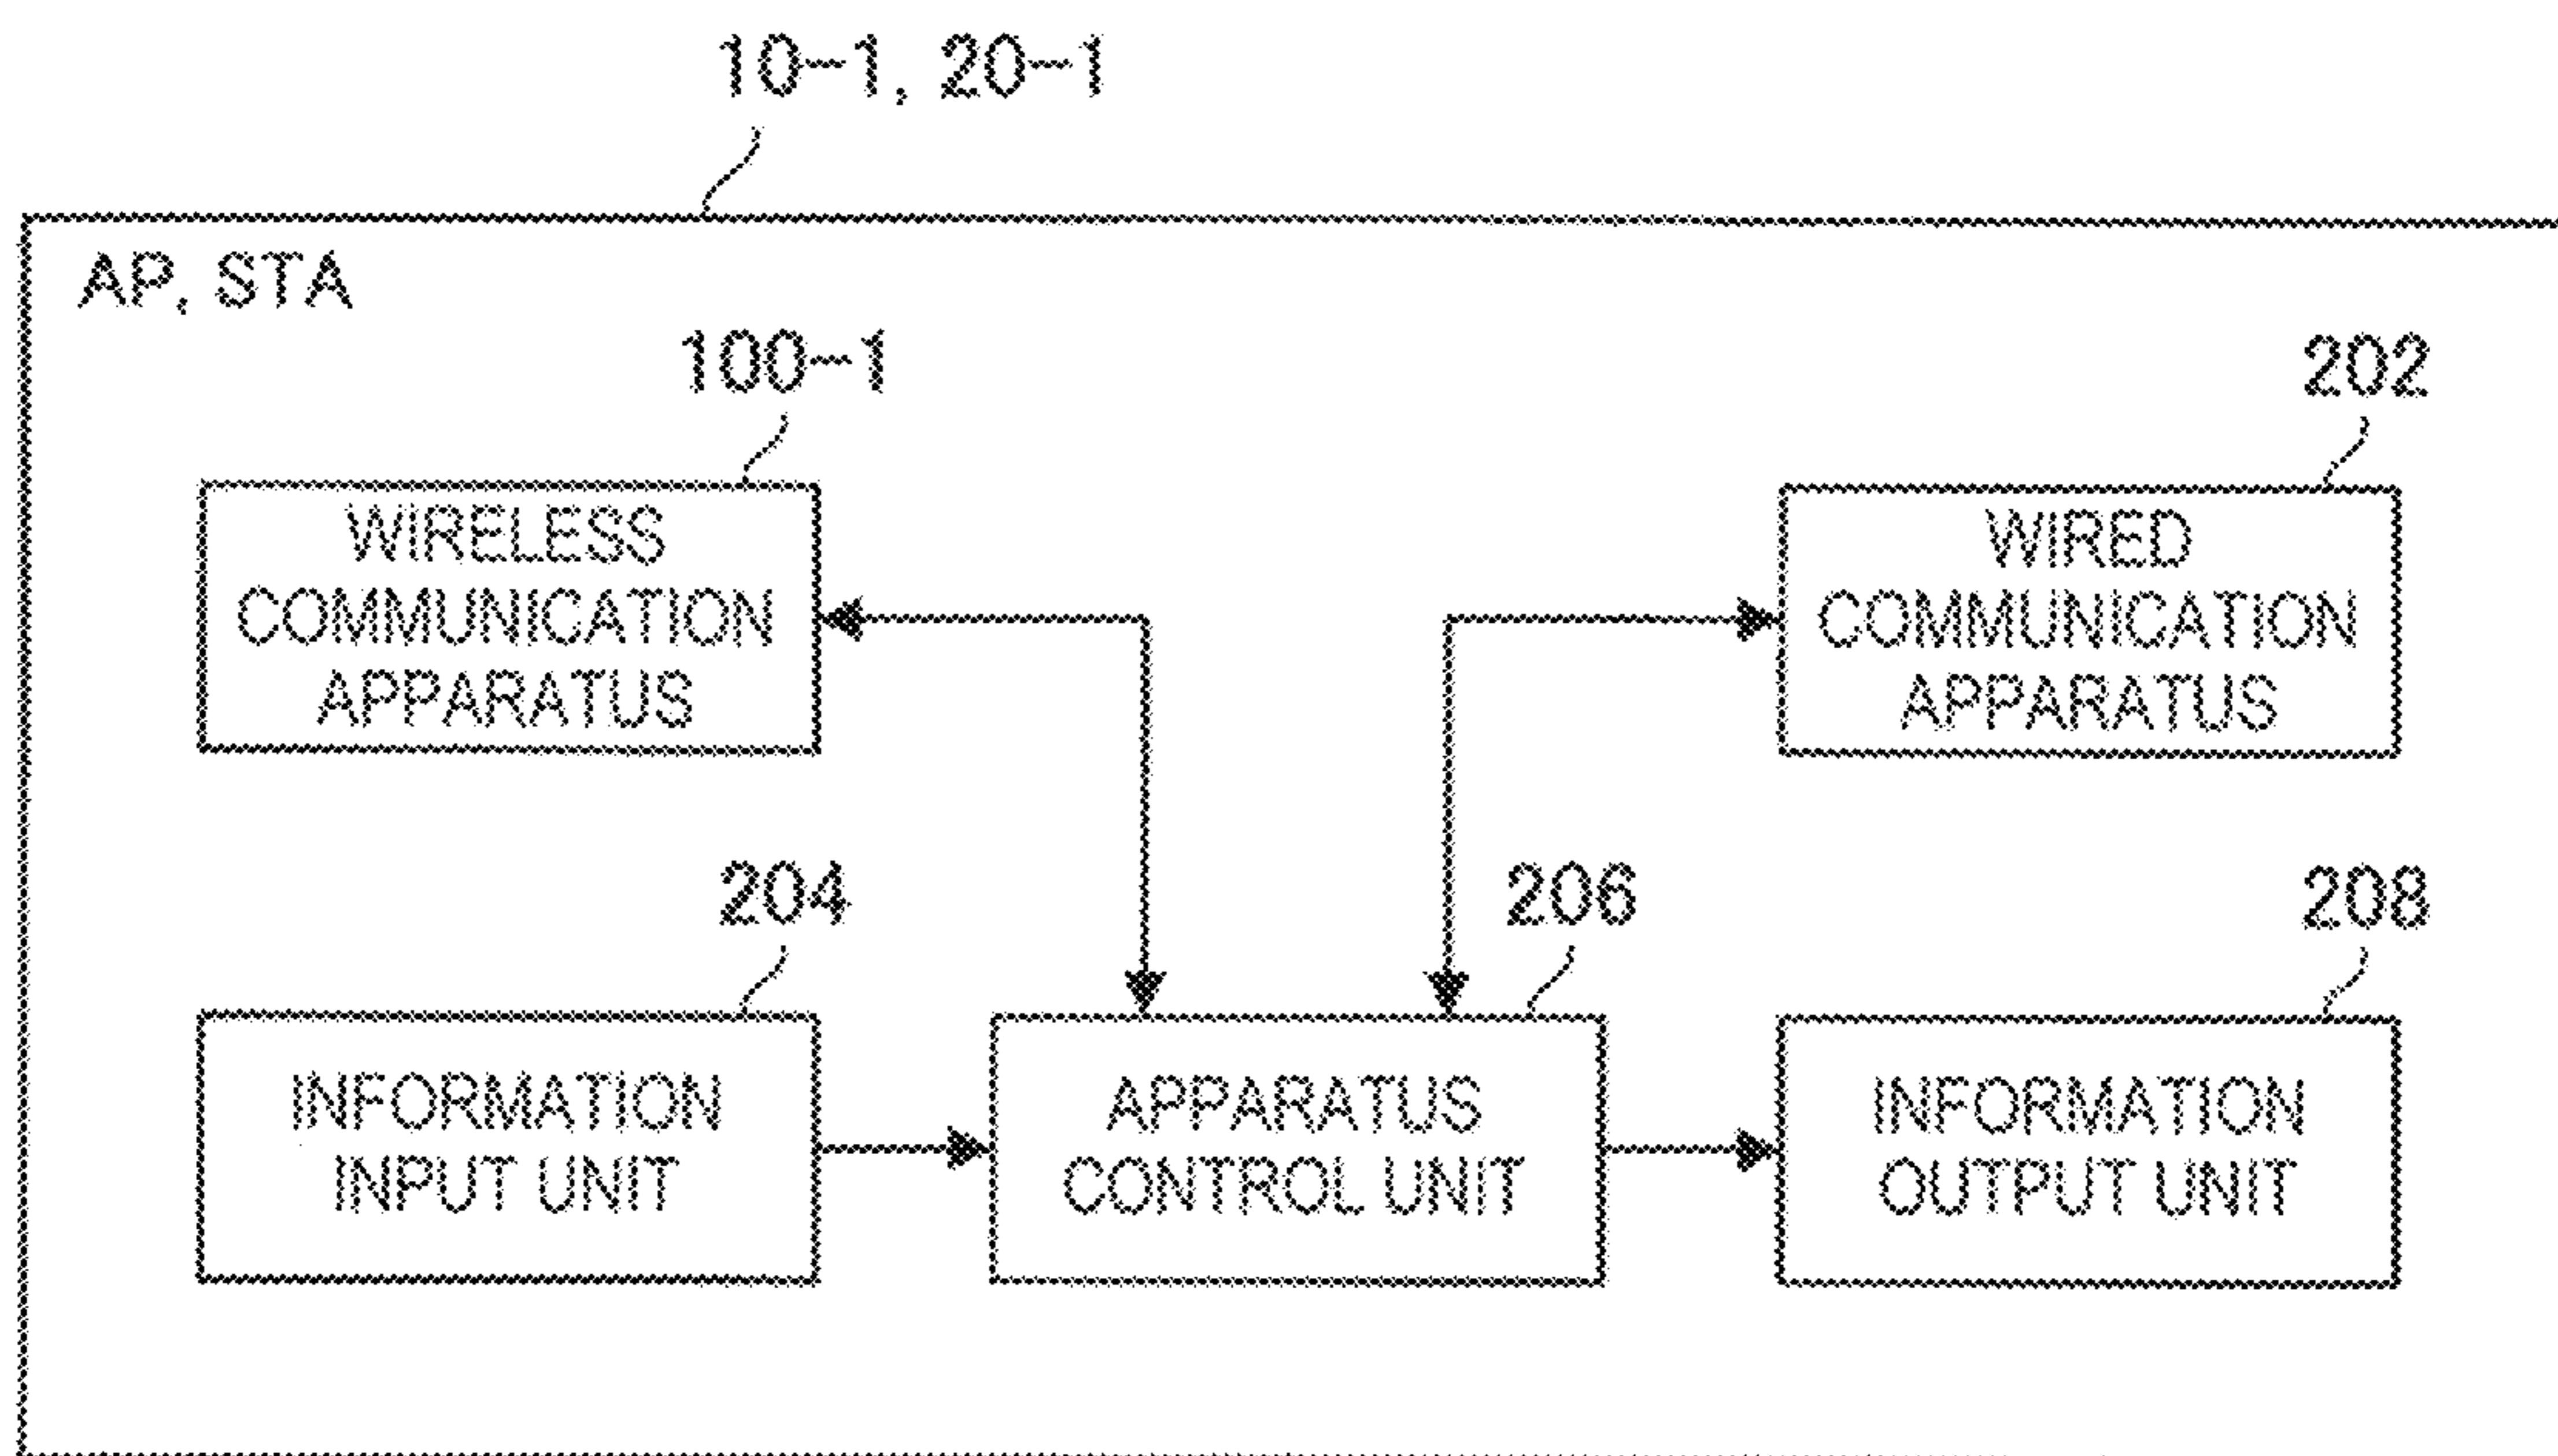 10-1, 20-1
AP, STA
100-1
202
WIRELESS
COMMUNICATION
APPARATUS
WIRED
COMMUNICATION
APPARATUS
204
206
208
INFORMATION
INPUT UNIT
APPARATUS
CONTROL UNIT
INFORMATION
OUTPUT UNIT